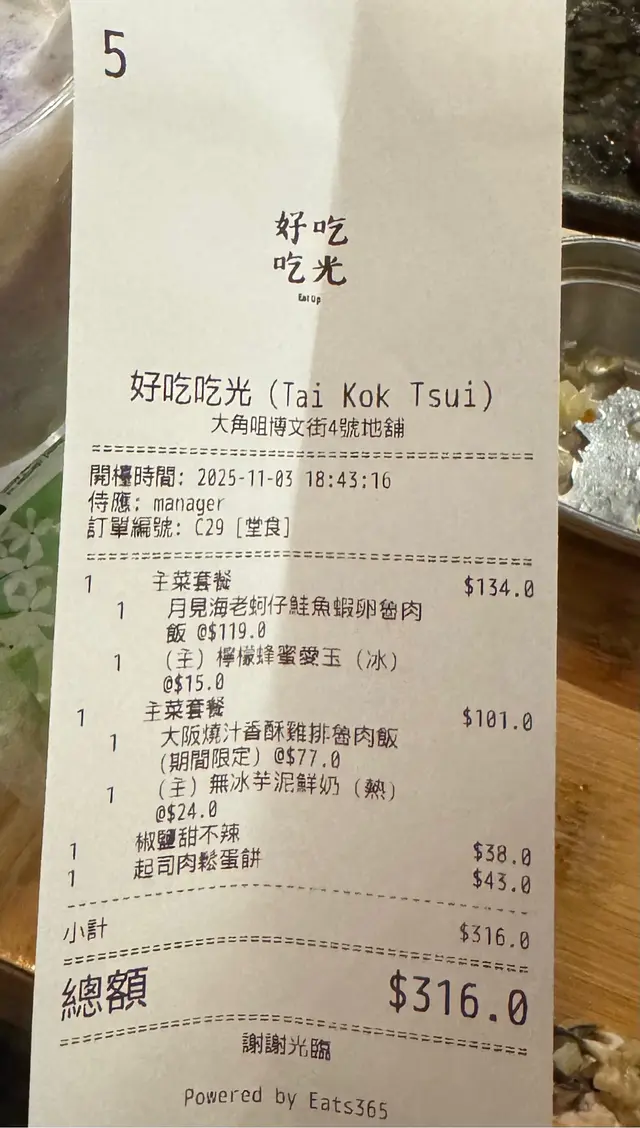 5
好吃
吃光
Eat Up
好吃吃光 (Tai Kok Tsui)
大角咀博文街4號地舖
開檯時間: 2025-11-03 18:43:16
侍應: manager
訂單編號: C29 [堂食]
1 主菜套餐 $134.0
1 月見海老蚵仔鮭魚蝦卵魯肉
飯 @$119.0
1 (主) 檸檬蜂蜜愛玉 (冰)
@$15.0
1 主菜套餐 $101.0
1 大阪燒汁香酥雞排魯肉飯
(期間限定) @$77.0
1 (主) 無冰芋泥鮮奶 (熱)
@$24.0
1 椒鹽甜不辣 $38.0
1 起司肉鬆蛋餅 $43.0
小計 $316.0
總額 $316.0
謝謝光臨
Powered by Eats365